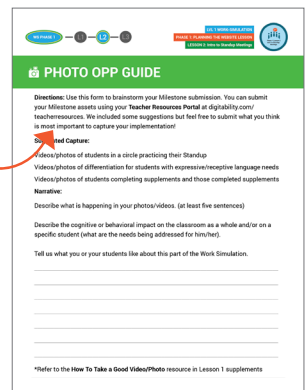 LVL 1 WORK SIMULATION
WS PHASE 1
L1
L2
L3
PHASE 1: PLANNING THE WEBSITE LESSON
LESSON 2: Intro to Standup Meetings
PHOTO OPP GUIDE
Directions: Use this form to brainstorm your Milestone submission. You can submit
your Milestone assets using your Teacher Resources Portal at digitability.com/
teacherresources. We included some suggestions but feel free to submit what you think
is most important to capture your implementation!
Capture:
Videos/photos of students in a circle practicing their Standup
Videos/photos of differentiation for students with expressive/receptive language needs
Videos/photos of students completing supplements and those completed supplements
Narrative:
Describe what is happening in your photos/videos. (at least five sentences)
Describe the cognitive or behavioral impact on the classroom as a whole and/or on a
specific student (what are the needs being addressed for him/her).
Tell us what you or your students like about this part of the Work Simulation.
*Refer to the How To Take a Good Video/Photo resource in Lesson 1 supplements